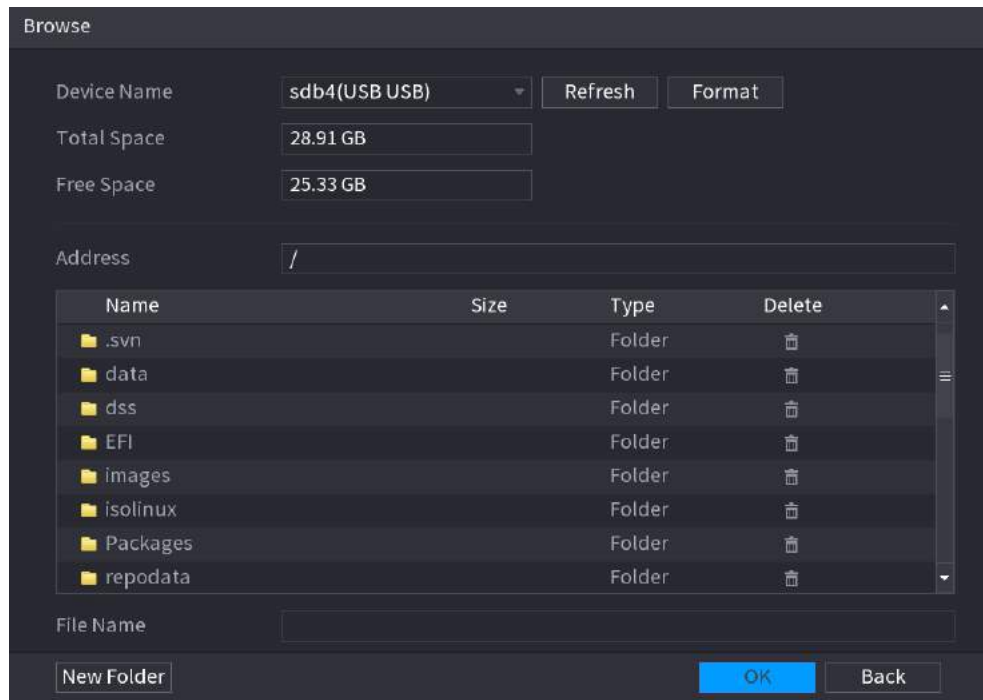 Browse
Device Name sdb4(USB USB) Refresh Format
Total Space 28.91 GB
Free Space 25.33 GB
Address /
Name Size Type Delete
.svn Folder
data Folder
dss Folder
EFI Folder
images Folder
isolinux Folder
Packages Folder
repodata Folder
File Name
New Folder OK Back